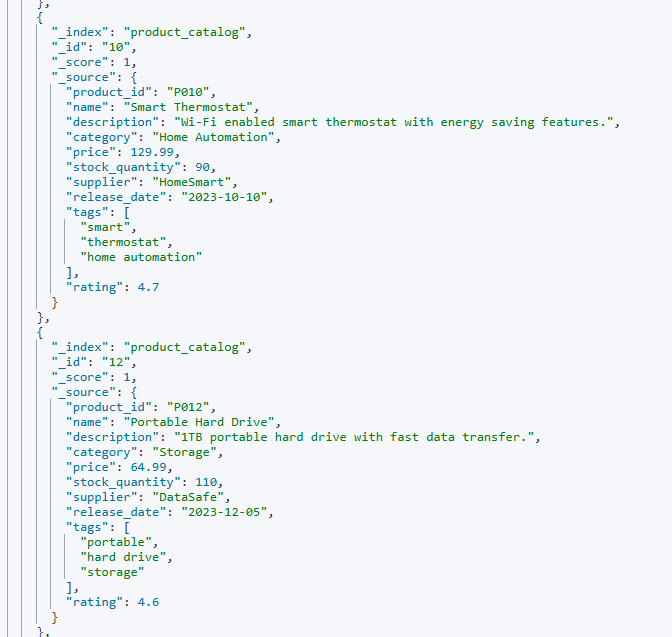 },
{
"_index": "product_catalog",
"_id": "10",
"_score": 1,
"_source": {
"product_id": "P010",
"name": "Smart Thermostat",
"description": "Wi-Fi enabled smart thermostat with energy saving features.",
"category": "Home Automation",
"price": 129.99,
"stock_quantity": 90,
"supplier": "HomeSmart",
"release_date": "2023-10-10",
"tags": [
"smart",
"thermostat",
"home automation"
],
"rating": 4.7
}
},
{
"_index": "product_catalog",
"_id": "12",
"_score": 1,
"_source": {
"product_id": "P012",
"name": "Portable Hard Drive",
"description": "1TB portable hard drive with fast data transfer.",
"category": "Storage",
"price": 64.99,
"stock_quantity": 110,
"supplier": "DataSafe",
"release_date": "2023-12-05",
"tags": [
"portable",
"hard drive",
"storage"
],
"rating": 4.6
}
},